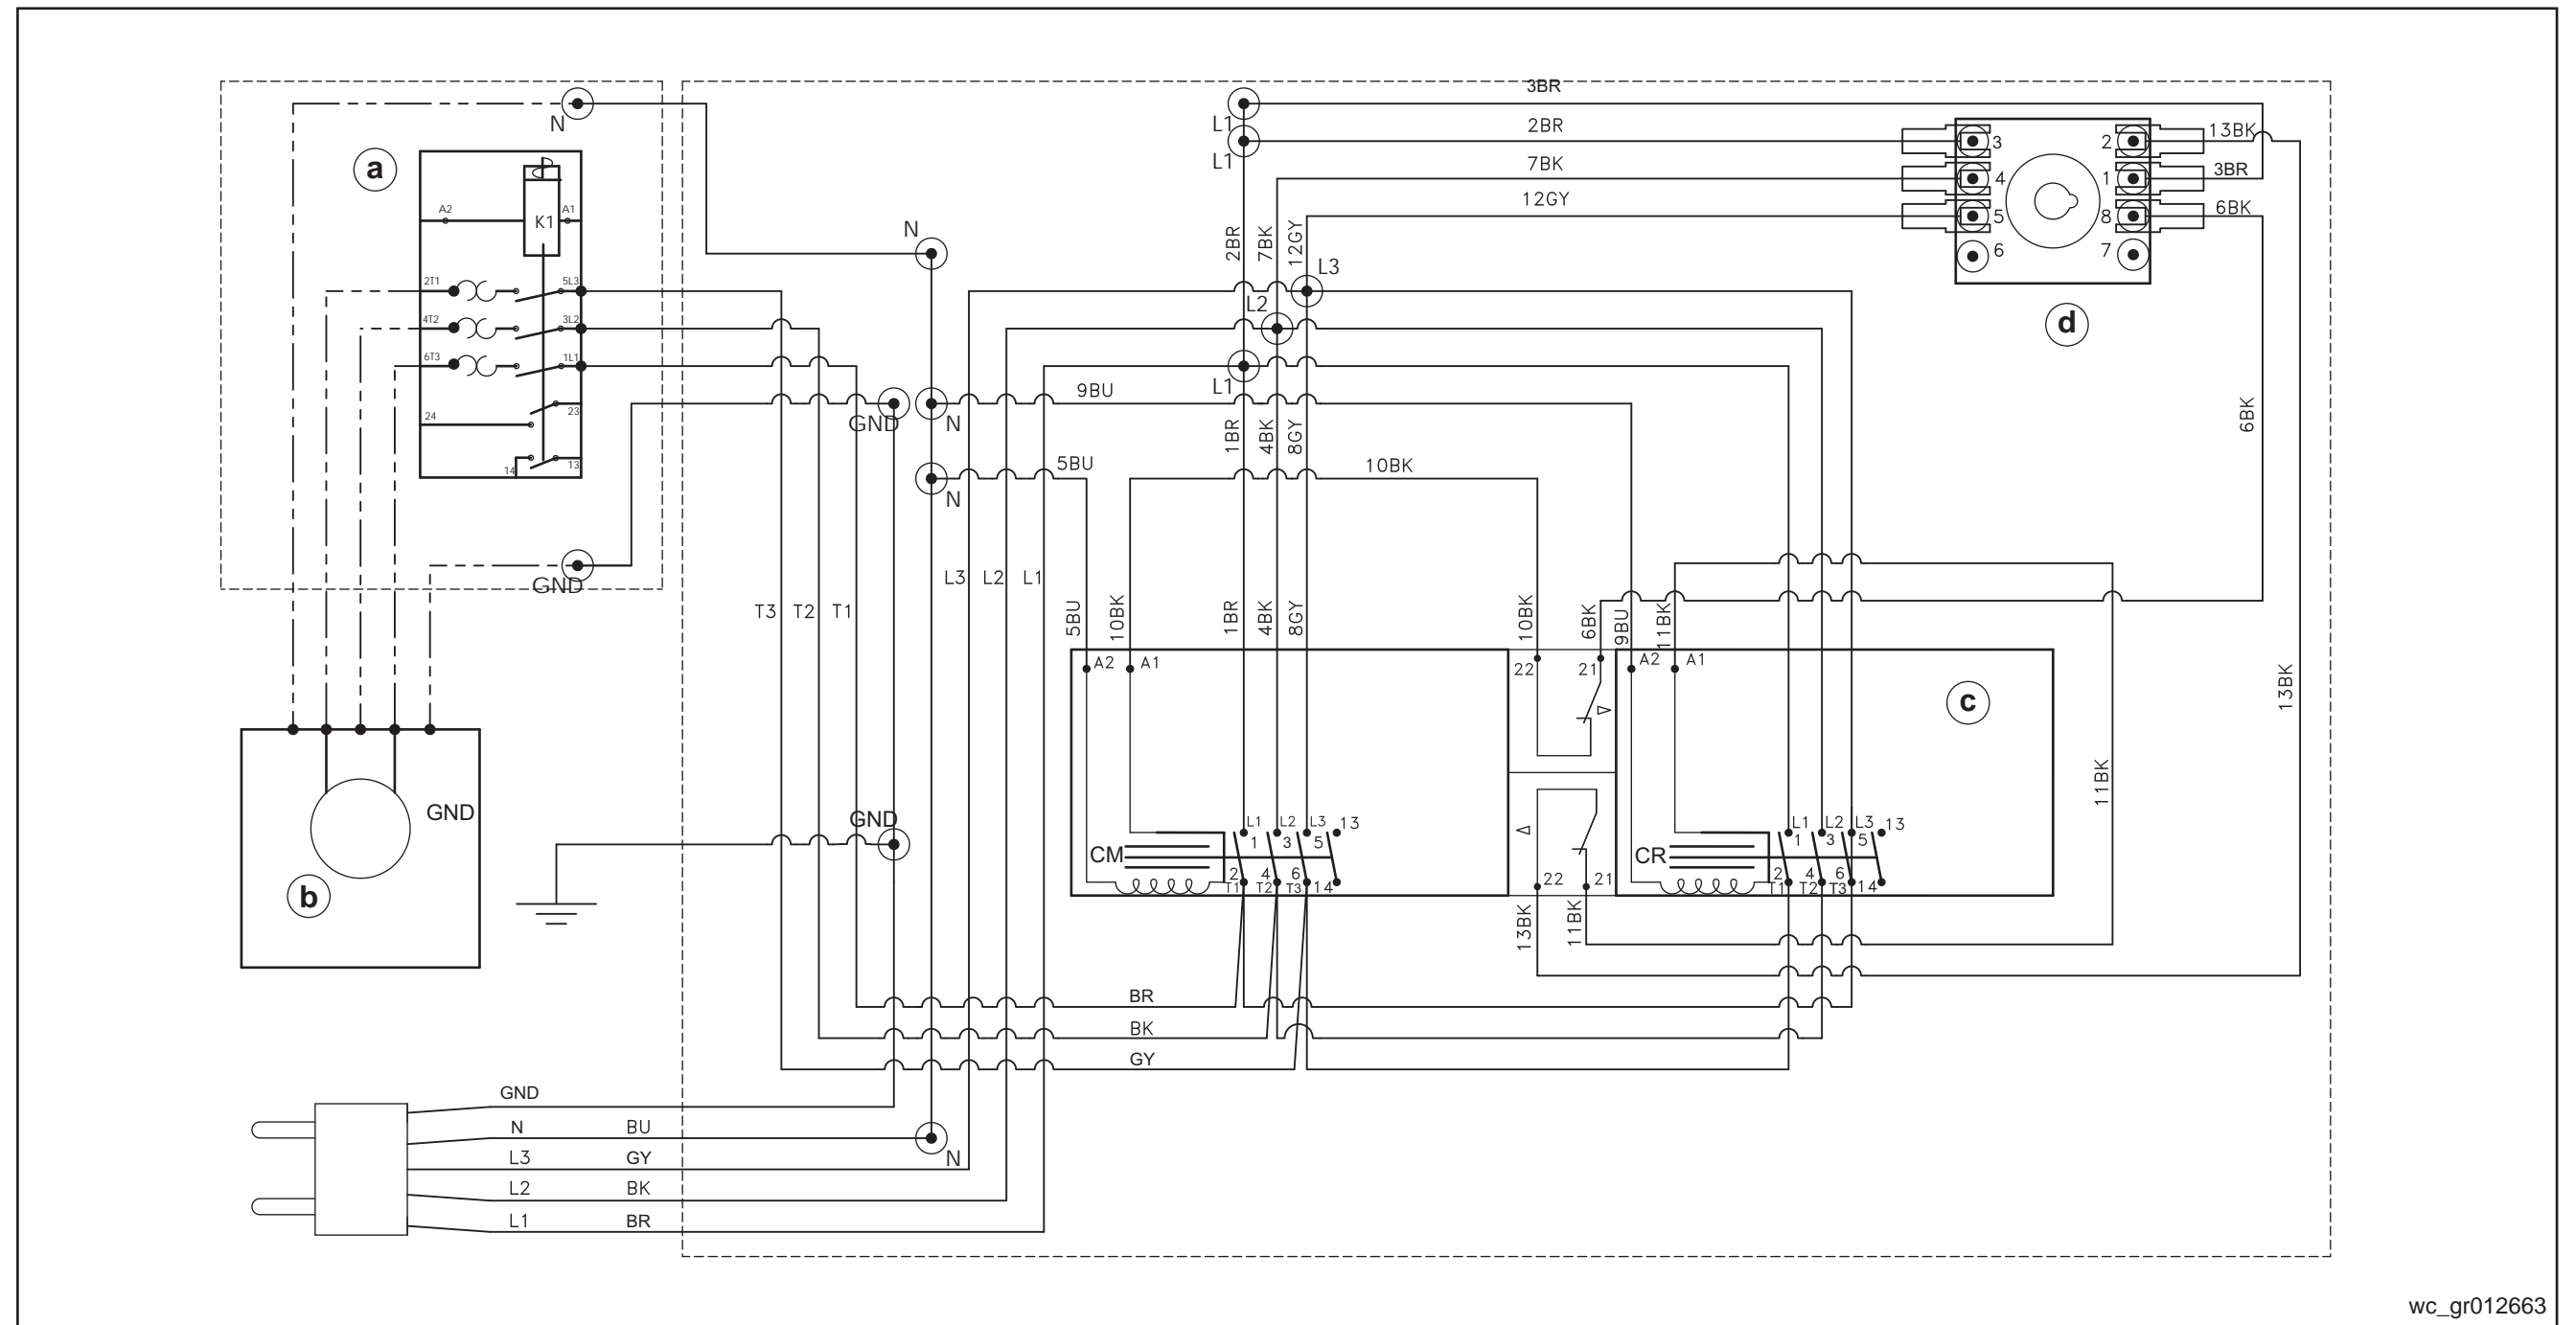 3BR
N
L1
2BR
13BK
a
3
2
L1
7BK
4
1
3BR
K1
A2
A1
12GY
5
8
6BK
N
2BR
7BK
12GY
6
7
L3
2T1
5L3
L2
d
4T2
3L2
6T3
1L1
L1
9BU
24
23
GND
N
1BR
4BK
8GY
6BK
14
13
5BU
10BK
N
GND
L3
L2
L1
T3
T2
T1
5BU
10BK
1BR
4BK
8GY
10BK
6BK
9BU
11BK
A2
A1
22
21
A2
A1
13BK
c
11BK
GND
GND
b
L1
L2
L3
13
1
3
5
CM
2
4
6
T1
T2
T3
14
22
21
L1
L2
L3
13
1
3
5
CR
2
4
6
T1
T2
T3
14
13BK
11BK
BR
BK
GY
GND
N
BU
N
L3
GY
L2
BK
L1
BR
wc_gr012663